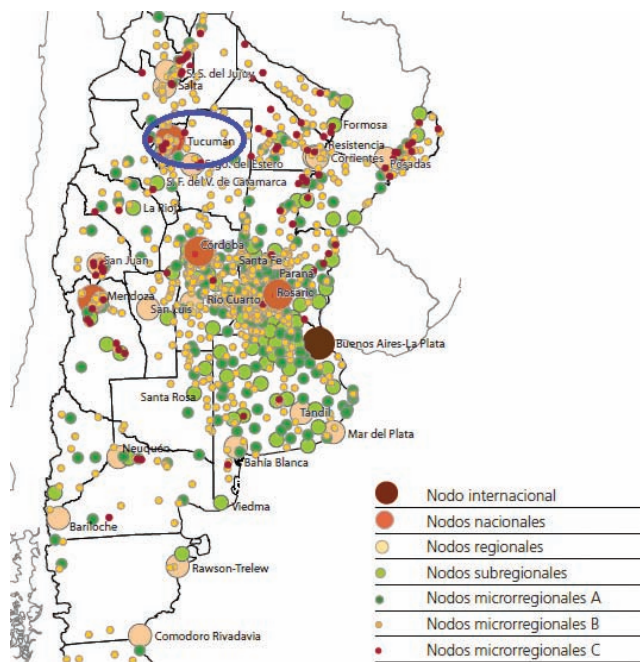 S. S. del Jujuy
Salta
Tucumán
Formosa
Resistencia
Corrientes
Posadas
Sgo. del Estero
S. F. del V. de Catamarca
La Rioja
Córdoba
Santa Fe
San Juan
Paraná
Mendoza
San Luis
Río Cuarto
Rosario
Buenos Aires-La Plata
Santa Rosa
Tandil
Mar del Plata
Neuquén
Bahía Blanca
Viedma
Bariloche
Rawson-Trelew
Comodoro Rivadavia
Nodo internacional
Nodos nacionales
Nodos regionales
Nodos subregionales
Nodos microrregionales A
Nodos microrregionales B
Nodos microrregionales C